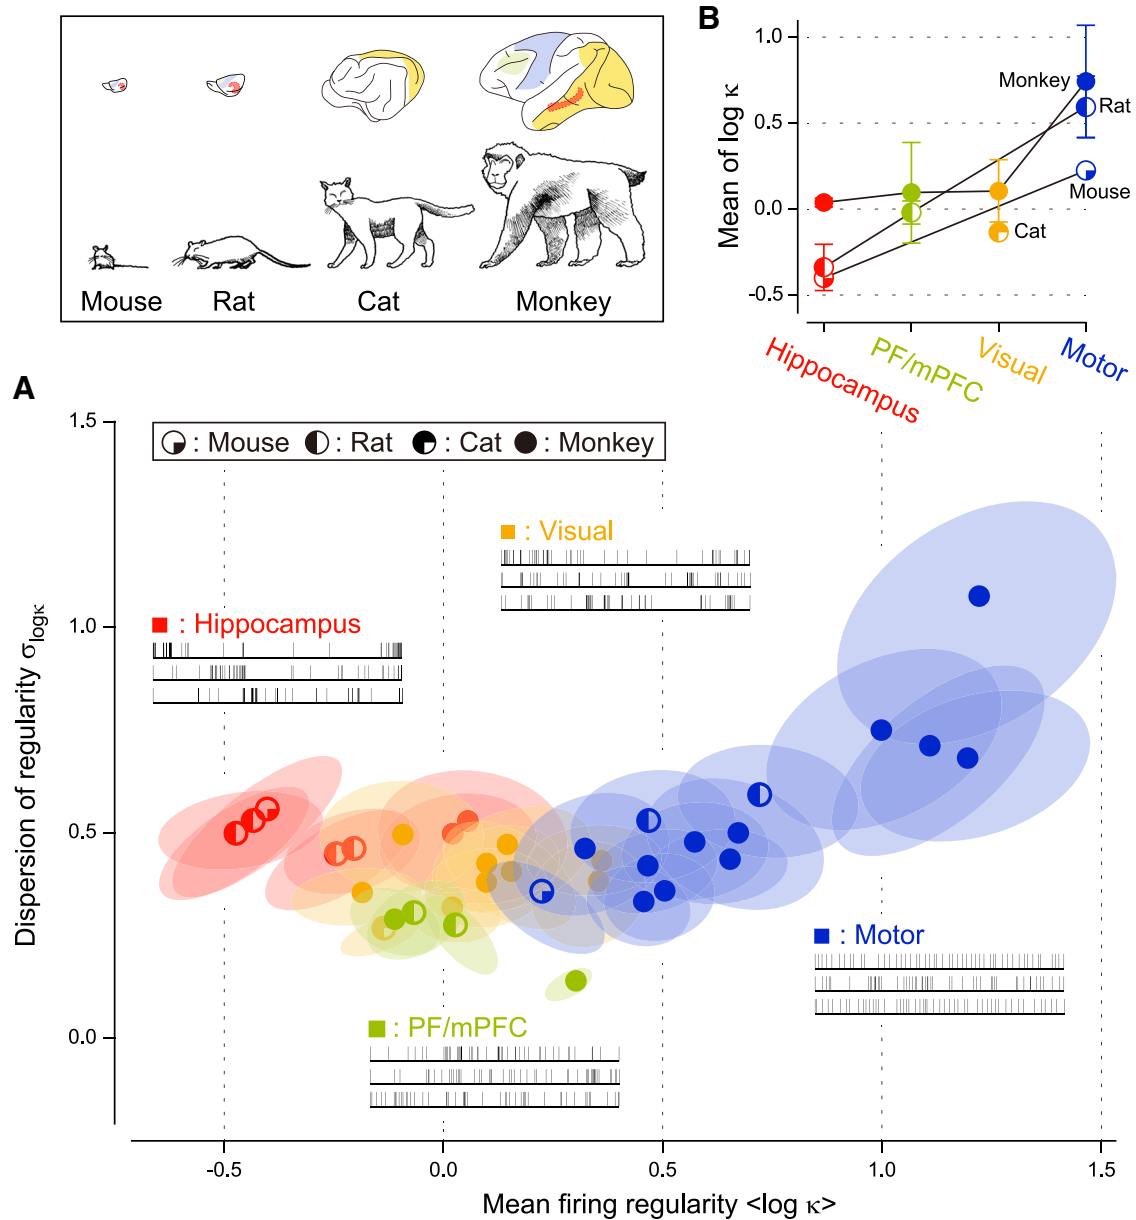 Mouse
Rat
Cat
Monkey
B
Mean of log κ
1.0
0.5
0.0
-0.5
Monkey
Rat
Mouse
Cat
Hippocampus
PF/mPFC
Visual
Motor
A
Dispersion of regularity σlogκ
1.5
1.0
0.5
0.0
: Mouse : Rat : Cat : Monkey
: Visual
: Hippocampus
: Motor
: PF/mPFC
-0.5 0.0 0.5 1.0 1.5
Mean firing regularity <log κ>